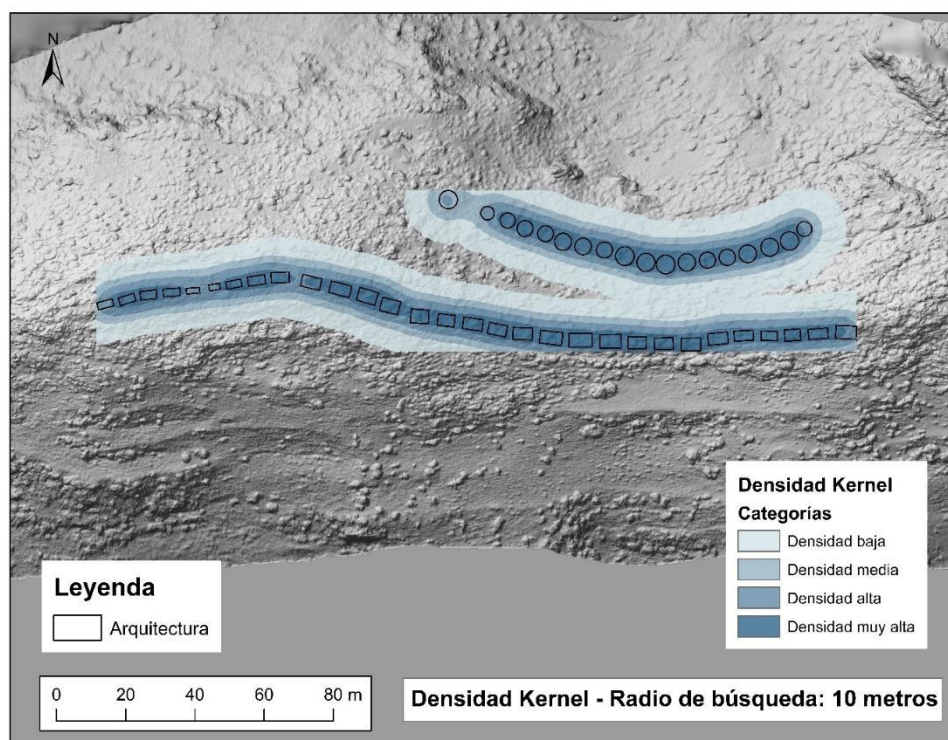 N
Densidad Kernel
Categorías
Densidad baja
Densidad media
Densidad alta
Densidad muy alta
Leyenda
Arquitectura
0 20 40 60 80 m
Densidad Kernel - Radio de búsqueda: 10 metros